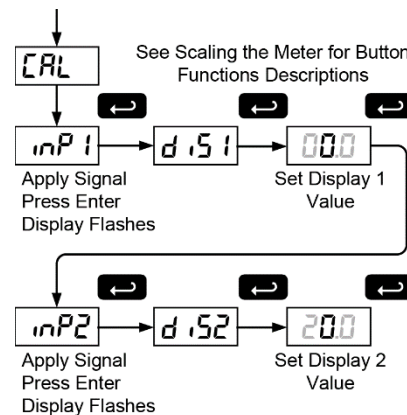 See Scaling the Meter for Button
Functions Descriptions
CAL
inP1
diS1
00.0
Apply Signal
Press Enter
Display Flashes
Set Display 1
Value
inP2
diS2
20.0
Apply Signal
Press Enter
Display Flashes
Set Display 2
Value